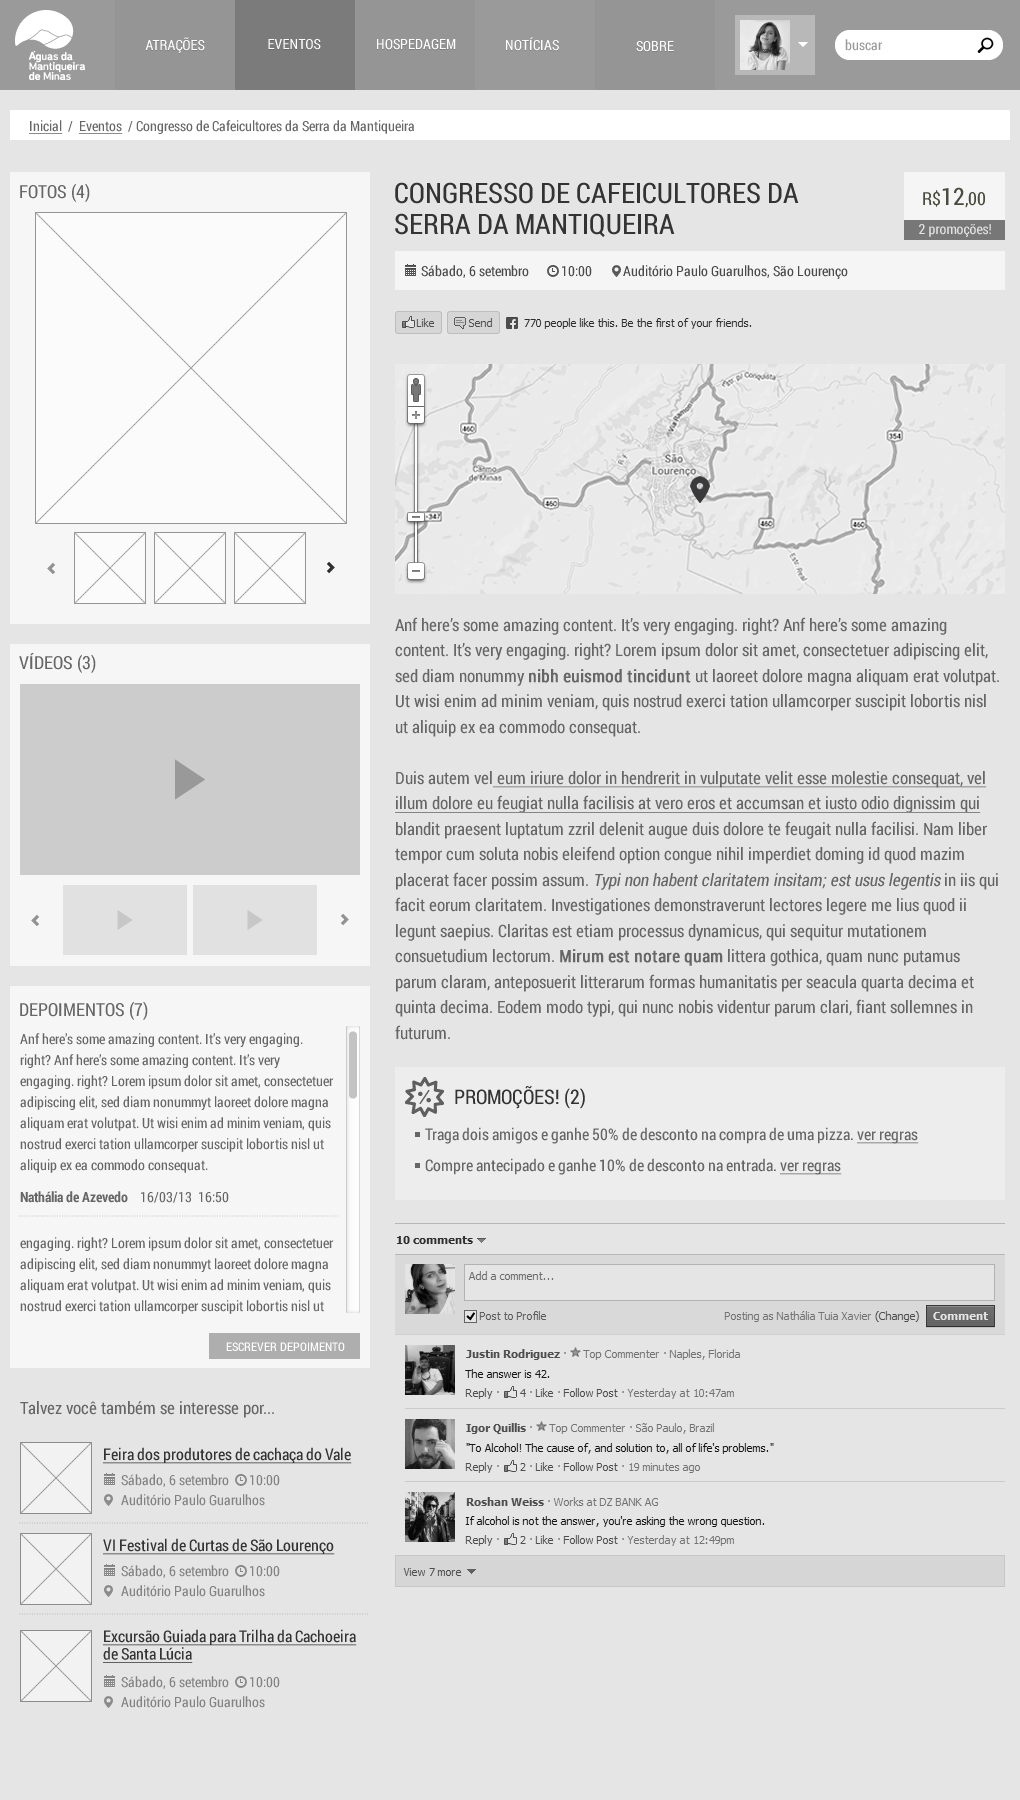 Águas da
Mantiqueira
de Minas
ATRAÇÕES
EVENTOS
HOSPEDAGEM
NOTÍCIAS
SOBRE
buscar
Inicial / Eventos / Congresso de Cafeicultores da Serra da Mantiqueira
FOTOS (4)
VÍDEOS (3)
DEPOIMENTOS (7)
Anf here's some amazing content. It's very engaging.
right? Anf here's some amazing content. It's very
engaging. right? Lorem ipsum dolor sit amet, consectetuer
adipiscing elit, sed diam nonummyt laoreet dolore magna
aliquam erat volutpat. Ut wisi enim ad minim veniam, quis
nostrud exerci tation ullamcorper suscipit lobortis nisl ut
aliquip ex ea commodo consequat.
Nathália de Azevedo 16/03/13 16:50
engaging. right? Lorem ipsum dolor sit amet, consectetuer
adipiscing elit, sed diam nonummyt laoreet dolore magna
aliquam erat volutpat. Ut wisi enim ad minim veniam, quis
nostrud exerci tation ullamcorper suscipit lobortis nisl ut
ESCREVER DEPOIMENTO
Talvez você também se interesse por...
Feira dos produtores de cachaça do Vale
Sábado, 6 setembro 10:00
Auditório Paulo Guarulhos
VI Festival de Curtas de São Lourenço
Sábado, 6 setembro 10:00
Auditório Paulo Guarulhos
Excursão Guiada para Trilha da Cachoeira
de Santa Lúcia
Sábado, 6 setembro 10:00
Auditório Paulo Guarulhos
CONGRESSO DE CAFEICULTORES DA
SERRA DA MANTIQUEIRA
R$12,00
2 promoções!
Sábado, 6 setembro 10:00 Auditório Paulo Guarulhos, São Lourenço
Like Send 770 people like this. Be the first of your friends.
Conquista
Via Ramon
460
354
São
Lourenço
Carmo
de Minas
460
347
460
460
Estr. Real
Anf here's some amazing content. It's very engaging. right? Anf here's some amazing
content. It's very engaging. right? Lorem ipsum dolor sit amet, consectetuer adipiscing elit,
sed diam nonummy nibh euismod tincidunt ut laoreet dolore magna aliquam erat volutpat.
Ut wisi enim ad minim veniam, quis nostrud exerci tation ullamcorper suscipit lobortis nisl
ut aliquip ex ea commodo consequat.
Duis autem vel eum iriure dolor in hendrerit in vulputate velit esse molestie consequat, vel
illum dolore eu feugiat nulla facilisis at vero eros et accumsan et iusto odio dignissim qui
blandit praesent luptatum zzril delenit augue duis dolore te feugait nulla facilisi. Nam liber
tempor cum soluta nobis eleifend option congue nihil imperdiet doming id quod mazim
placerat facer possim assum. Typi non habent claritatem insitam; est usus legentis in iis qui
facit eorum claritatem. Investigationes demonstraverunt lectores legere me lius quod ii
legunt saepius. Claritas est etiam processus dynamicus, qui sequitur mutationem
consuetudium lectorum. Mirum est notare quam littera gothica, quam nunc putamus
parum claram, anteposuerit litterarum formas humanitatis per seacula quarta decima et
quinta decima. Eodem modo typi, qui nunc nobis videntur parum clari, fiant sollemnes in
futurum.
PROMOÇÕES! (2)
Traga dois amigos e ganhe 50% de desconto na compra de uma pizza. ver regras
Compre antecipado e ganhe 10% de desconto na entrada. ver regras
10 comments
Add a comment...
Post to Profile
Posting as Nathália Tuia Xavier (Change) Comment
Justin Rodriguez · Top Commenter · Naples, Florida
The answer is 42.
Reply · 4 · Like · Follow Post · Yesterday at 10:47am
Igor Quillis · Top Commenter · São Paulo, Brazil
"To Alcohol! The cause of, and solution to, all of life's problems."
Reply · 2 · Like · Follow Post · 19 minutes ago
Roshan Weiss · Works at DZ BANK AG
If alcohol is not the answer, you're asking the wrong question.
Reply · 2 · Like · Follow Post · Yesterday at 12:49pm
View 7 more